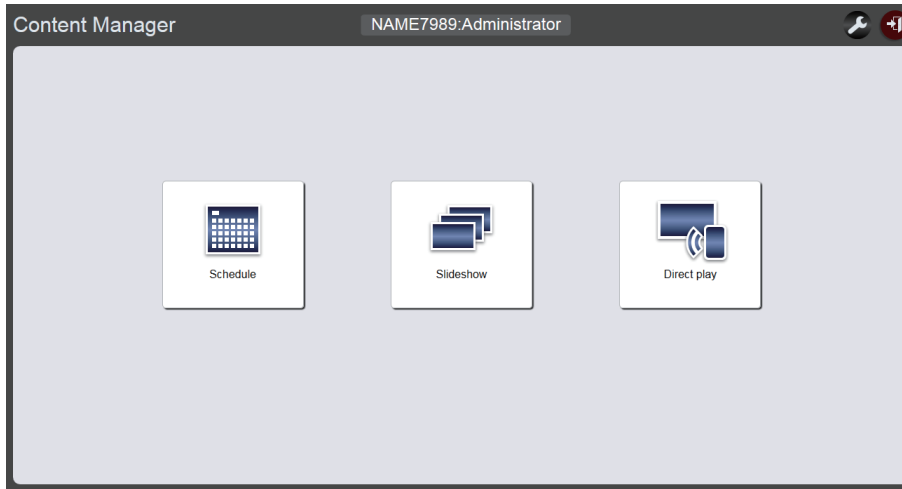 Content Manager
NAME7989:Administrator
Schedule
Slideshow
Direct play